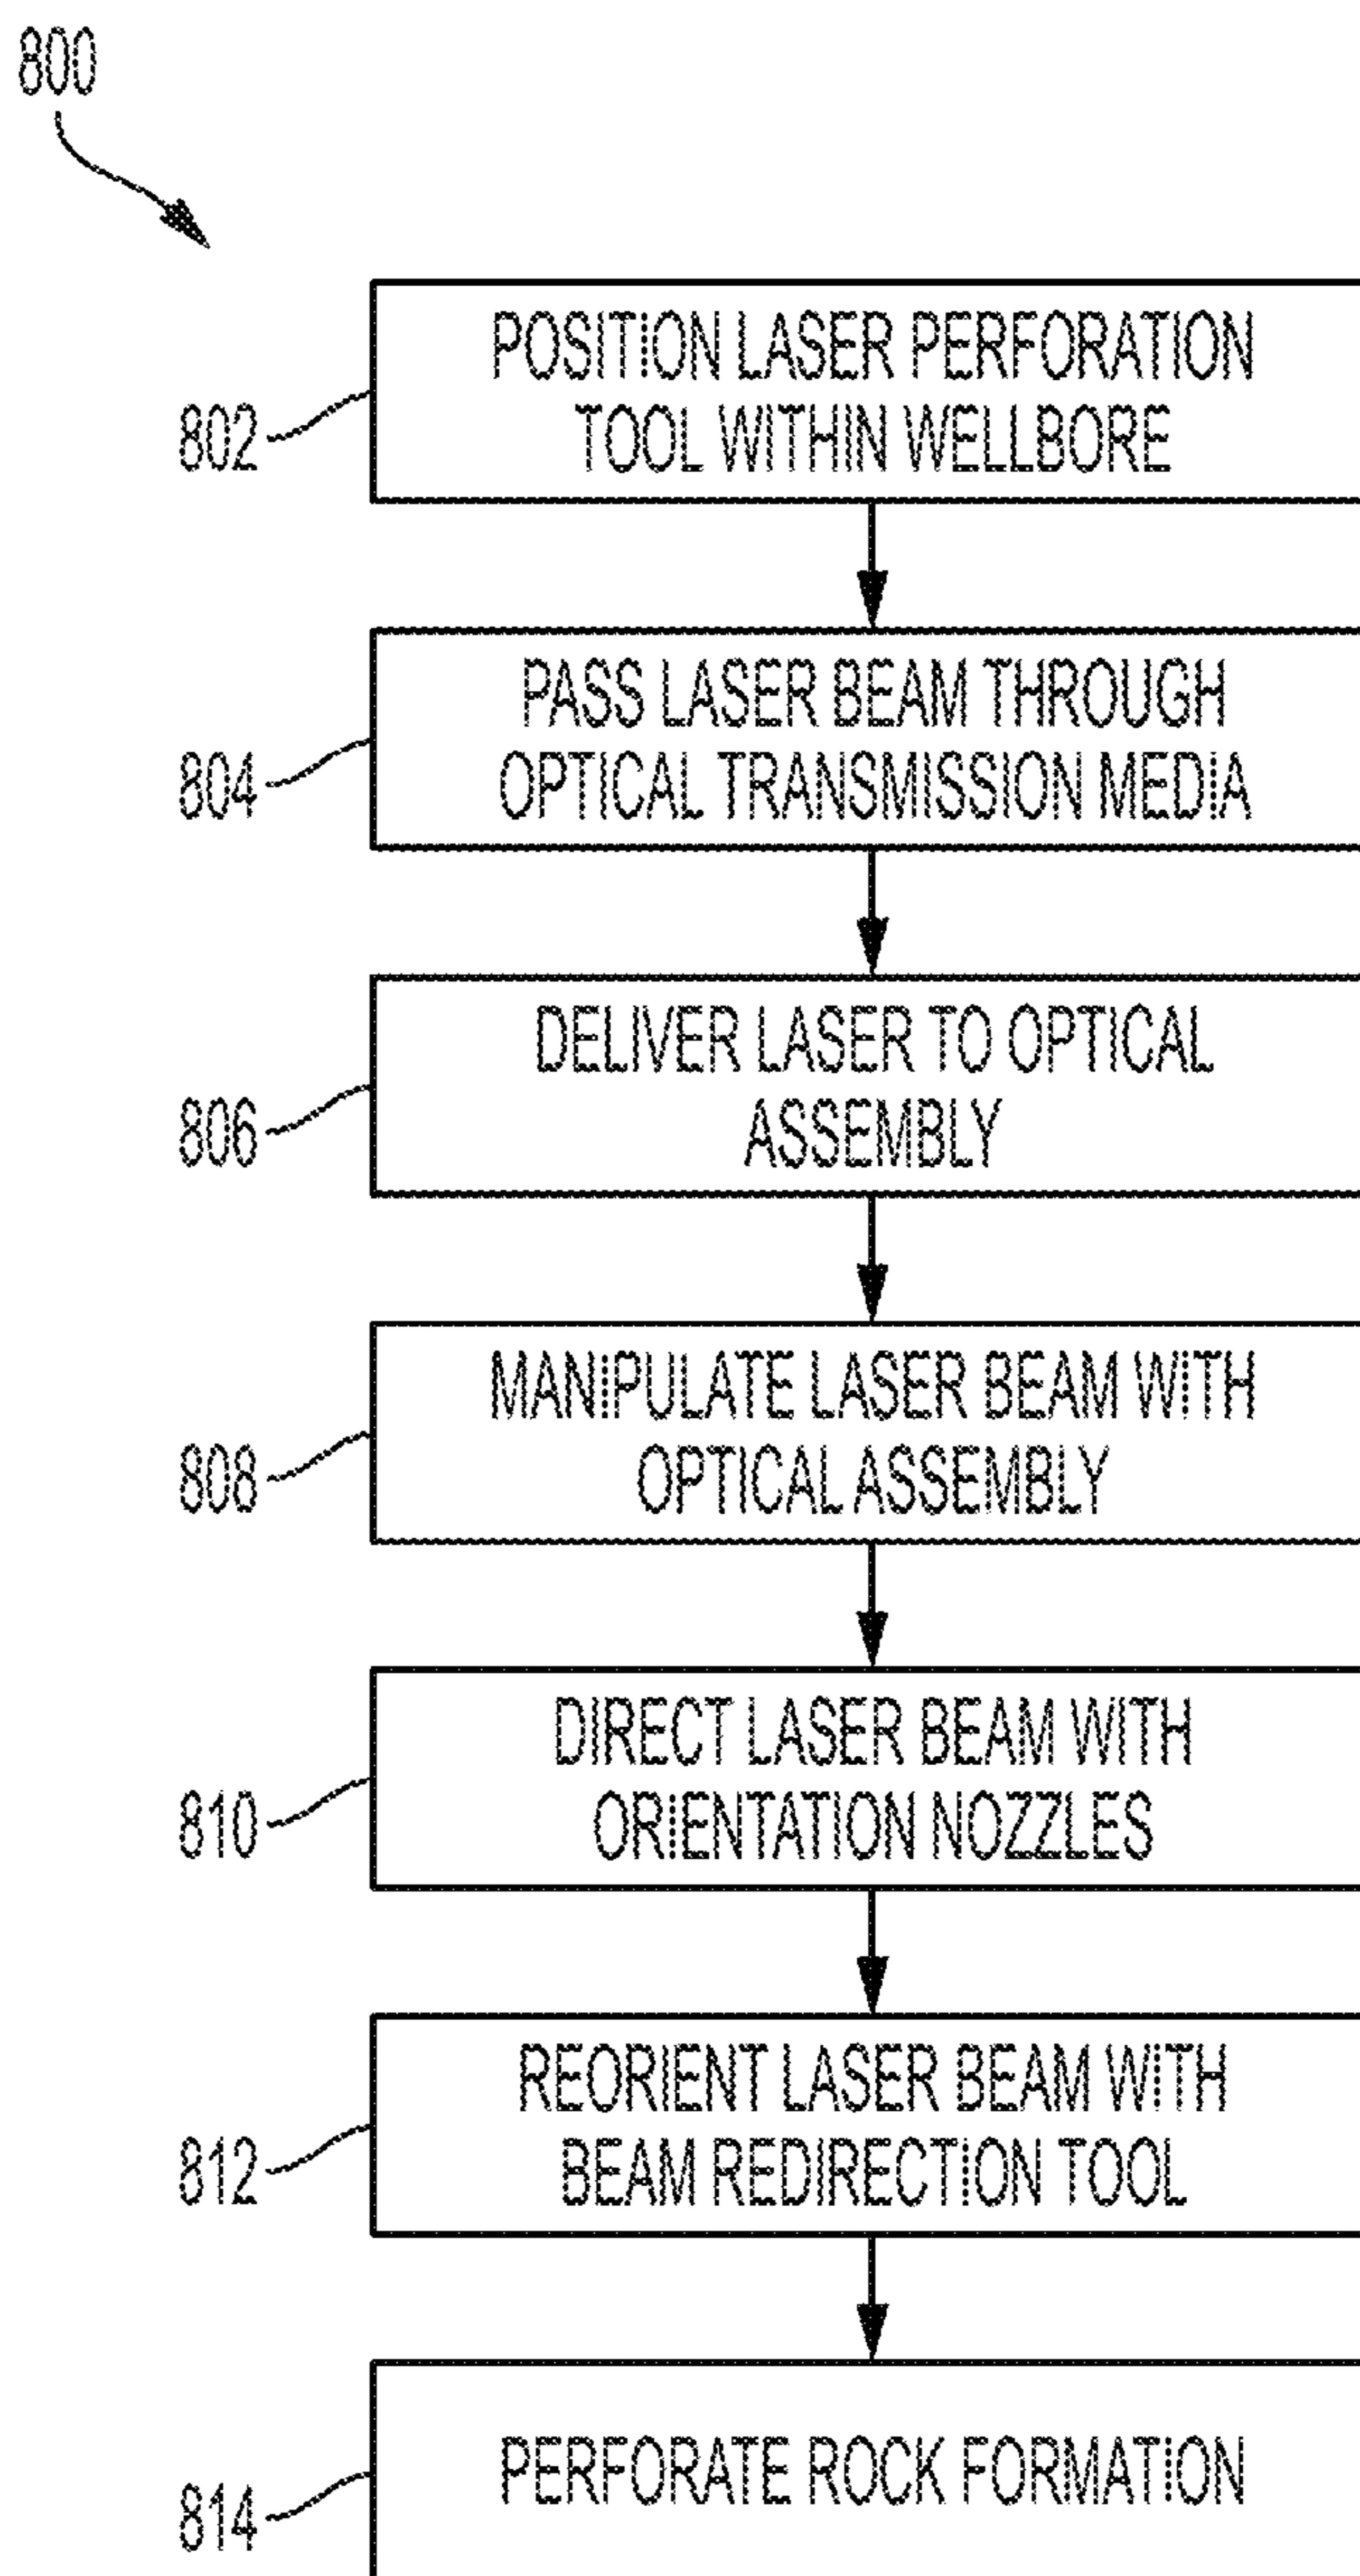 800
POSITION LASER PERFORATION
TOOL WITHIN WELLBORE
802
PASS LASER BEAM THROUGH
OPTICAL TRANSMISSION MEDIA
804
DELIVER LASER TO OPTICAL
ASSEMBLY
806
MANIPULATE LASER BEAM WITH
OPTICAL ASSEMBLY
808
DIRECT LASER BEAM WITH
ORIENTATION NOZZLES
810
REORIENT LASER BEAM WITH
BEAM REDIRECTION TOOL
812
PERFORATE ROCK FORMATION
814